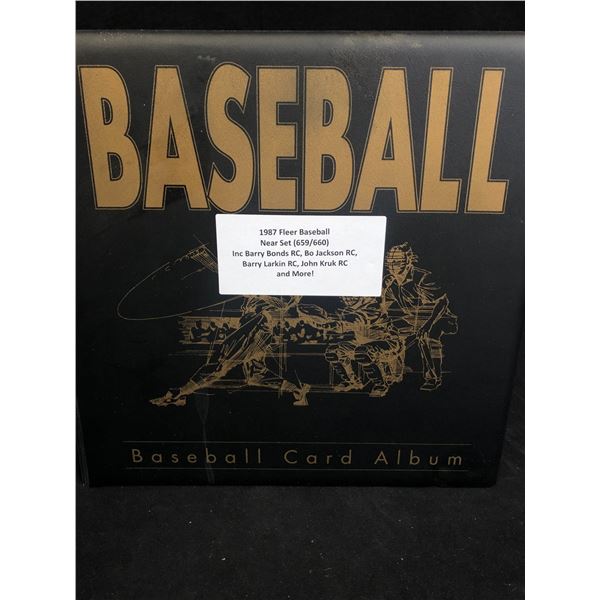 BASEBALL
1987 Fleer Baseball
Near Set (659/660)
Inc Barry Bonds RC, Bo Jackson RC,
Barry Larkin RC, John Kruk RC
and More!
Baseball Card Album